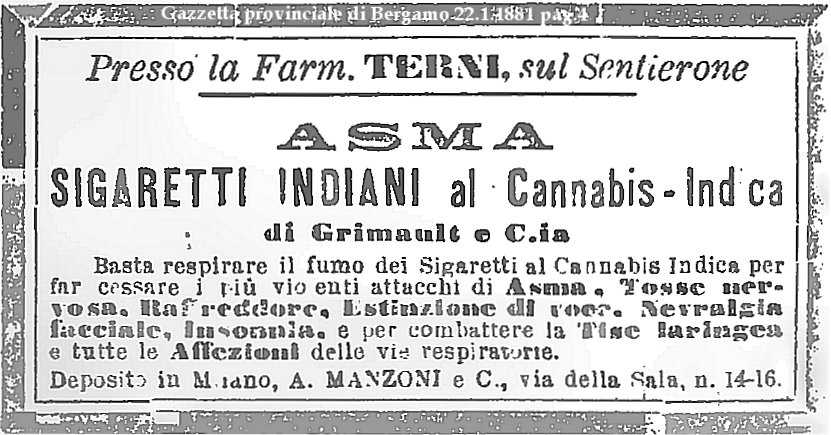 Gazzetta provinciale di Bergamo 22.1.1881 pag 4
Presso la Farm. TERNI, sul Sentierone
ASMA
SIGARETTI INDIANI al Cannabis-Indica
di Grimault e C.ia
Basta respirare il fumo dei Sigaretti al Cannabis Indica per
far cessare i più violenti attacchi di Asma, Tosse ner-
vosa, Raffreddore, Estinzione di voce, Nevralgia
facciale, Insonnia, e per combattere la Tise laringea
e tutte le Affezioni delle vie respiratorie.
Deposito in Milano, A. MANZONI e C., via della Sala, n. 14-16.